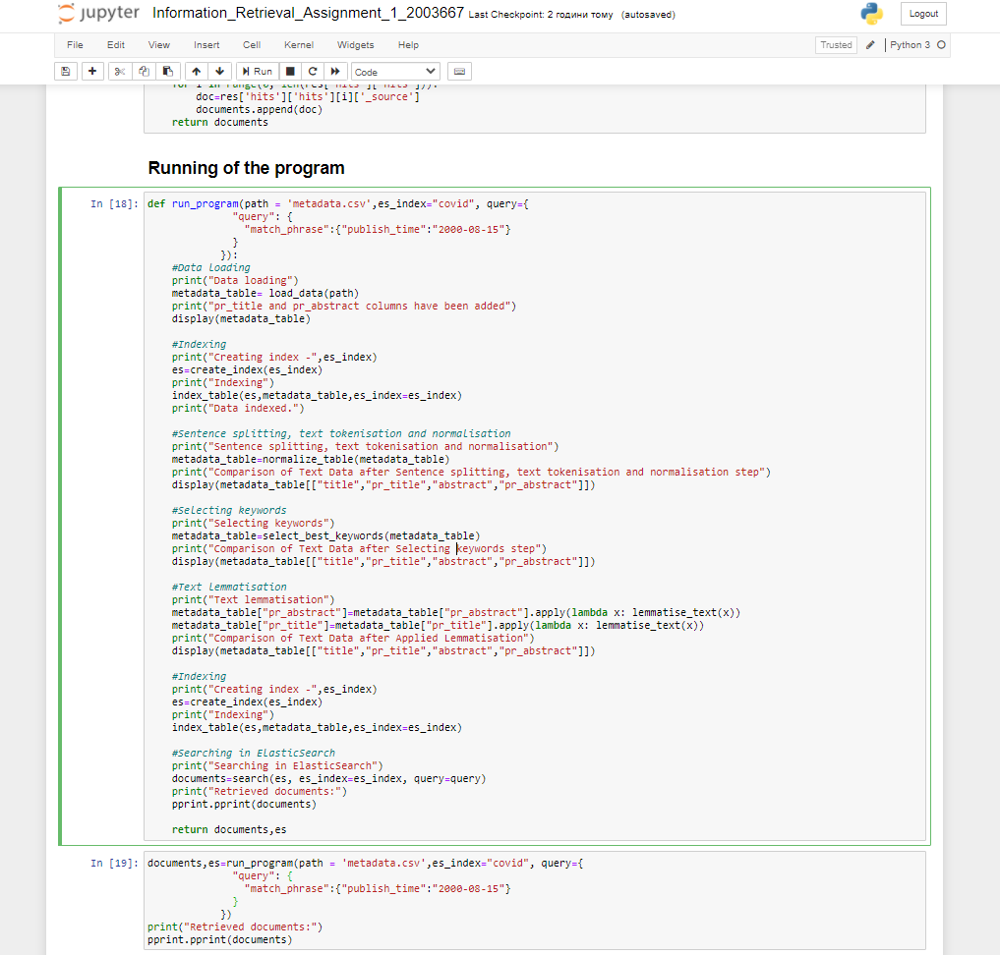 jupyter Information_Retrieval_Assignment_1_2003667 Last Checkpoint: 2 години тому (autosaved)
Logout
File Edit View Insert Cell Kernel Widgets Help
Trusted Python 3
Run Code
for i in range(0, len(res['hits']['hits'])):
doc=res['hits']['hits'][i]['_source']
documents.append(doc)
return documents
Running of the program
In [18]: def run_program(path = 'metadata.csv',es_index="covid", query={
"query": {
"match_phrase":{"publish_time":"2000-08-15"}
}
}):
#Data Loading
print("Data loading")
metadata_table= load_data(path)
print("pr_title and pr_abstract columns have been added")
display(metadata_table)
#Indexing
print("Creating index -",es_index)
es=create_index(es_index)
print("Indexing")
index_table(es,metadata_table,es_index=es_index)
print("Data indexed.")
#Sentence splitting, text tokenisation and normalisation
print("Sentence splitting, text tokenisation and normalisation")
metadata_table=normalize_table(metadata_table)
print("Comparison of Text Data after Sentence splitting, text tokenisation and normalisation step")
display(metadata_table[["title","pr_title","abstract","pr_abstract"]])
#Selecting keywords
print("Selecting keywords")
metadata_table=select_best_keywords(metadata_table)
print("Comparison of Text Data after Selecting keywords step")
display(metadata_table[["title","pr_title","abstract","pr_abstract"]])
#Text Lemmatisation
print("Text lemmatisation")
metadata_table["pr_abstract"]=metadata_table["pr_abstract"].apply(lambda x: lemmatise_text(x))
metadata_table["pr_title"]=metadata_table["pr_title"].apply(lambda x: lemmatise_text(x))
print("Comparison of Text Data after Applied Lemmatisation")
display(metadata_table[["title","pr_title","abstract","pr_abstract"]])
#Indexing
print("Creating index -",es_index)
es=create_index(es_index)
print("Indexing")
index_table(es,metadata_table,es_index=es_index)
#Searching in ElasticSearch
print("Searching in ElasticSearch")
documents=search(es, es_index=es_index, query=query)
print("Retrieved documents:")
pprint.pprint(documents)
return documents,es
In [19]: documents,es=run_program(path = 'metadata.csv',es_index="covid", query={
"query": {
"match_phrase":{"publish_time":"2000-08-15"}
}
})
print("Retrieved documents:")
pprint.pprint(documents)